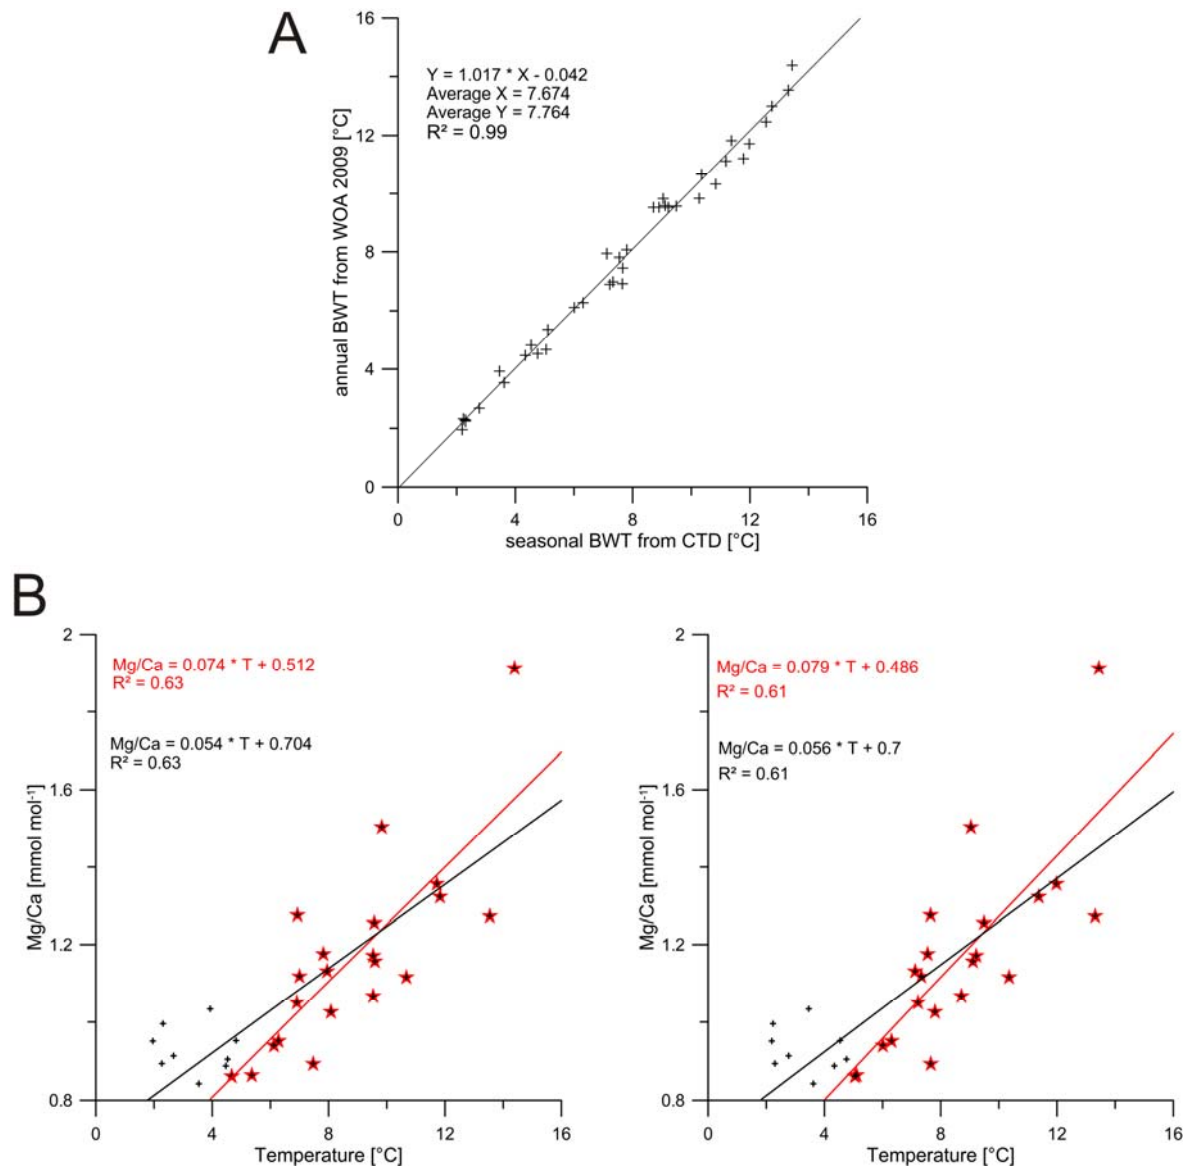 A
16
12
8
4
0
annual BWT from WOA 2009 [°C]
Y = 1.017 * X - 0.042
Average X = 7.674
Average Y = 7.764
R² = 0.99
0 4 8 12 16
seasonal BWT from CTD [°C]
B
2
1.6
1.2
0.8
Mg/Ca [mmol mol⁻¹]
Mg/Ca = 0.074 * T + 0.512
R² = 0.63
Mg/Ca = 0.054 * T + 0.704
R² = 0.63
0 4 8 12 16
Temperature [°C]
2
1.6
1.2
0.8
Mg/Ca [mmol mol⁻¹]
Mg/Ca = 0.079 * T + 0.486
R² = 0.61
Mg/Ca = 0.056 * T + 0.7
R² = 0.61
0 4 8 12 16
Temperature [°C]